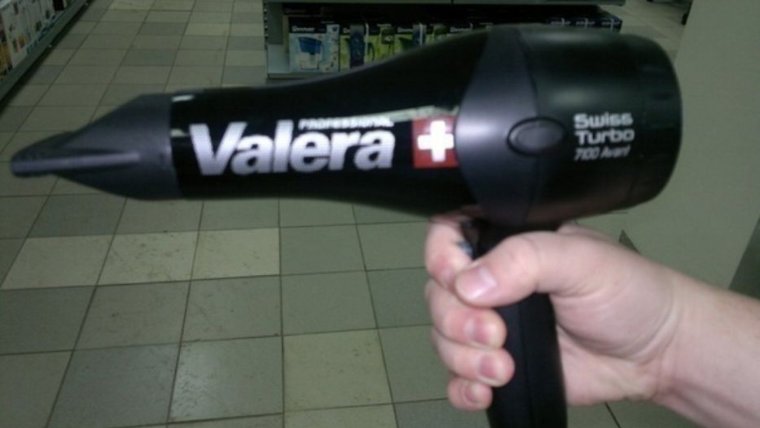 PROFESSIONAL
Valera
Swiss
Turbo
7100 Avant